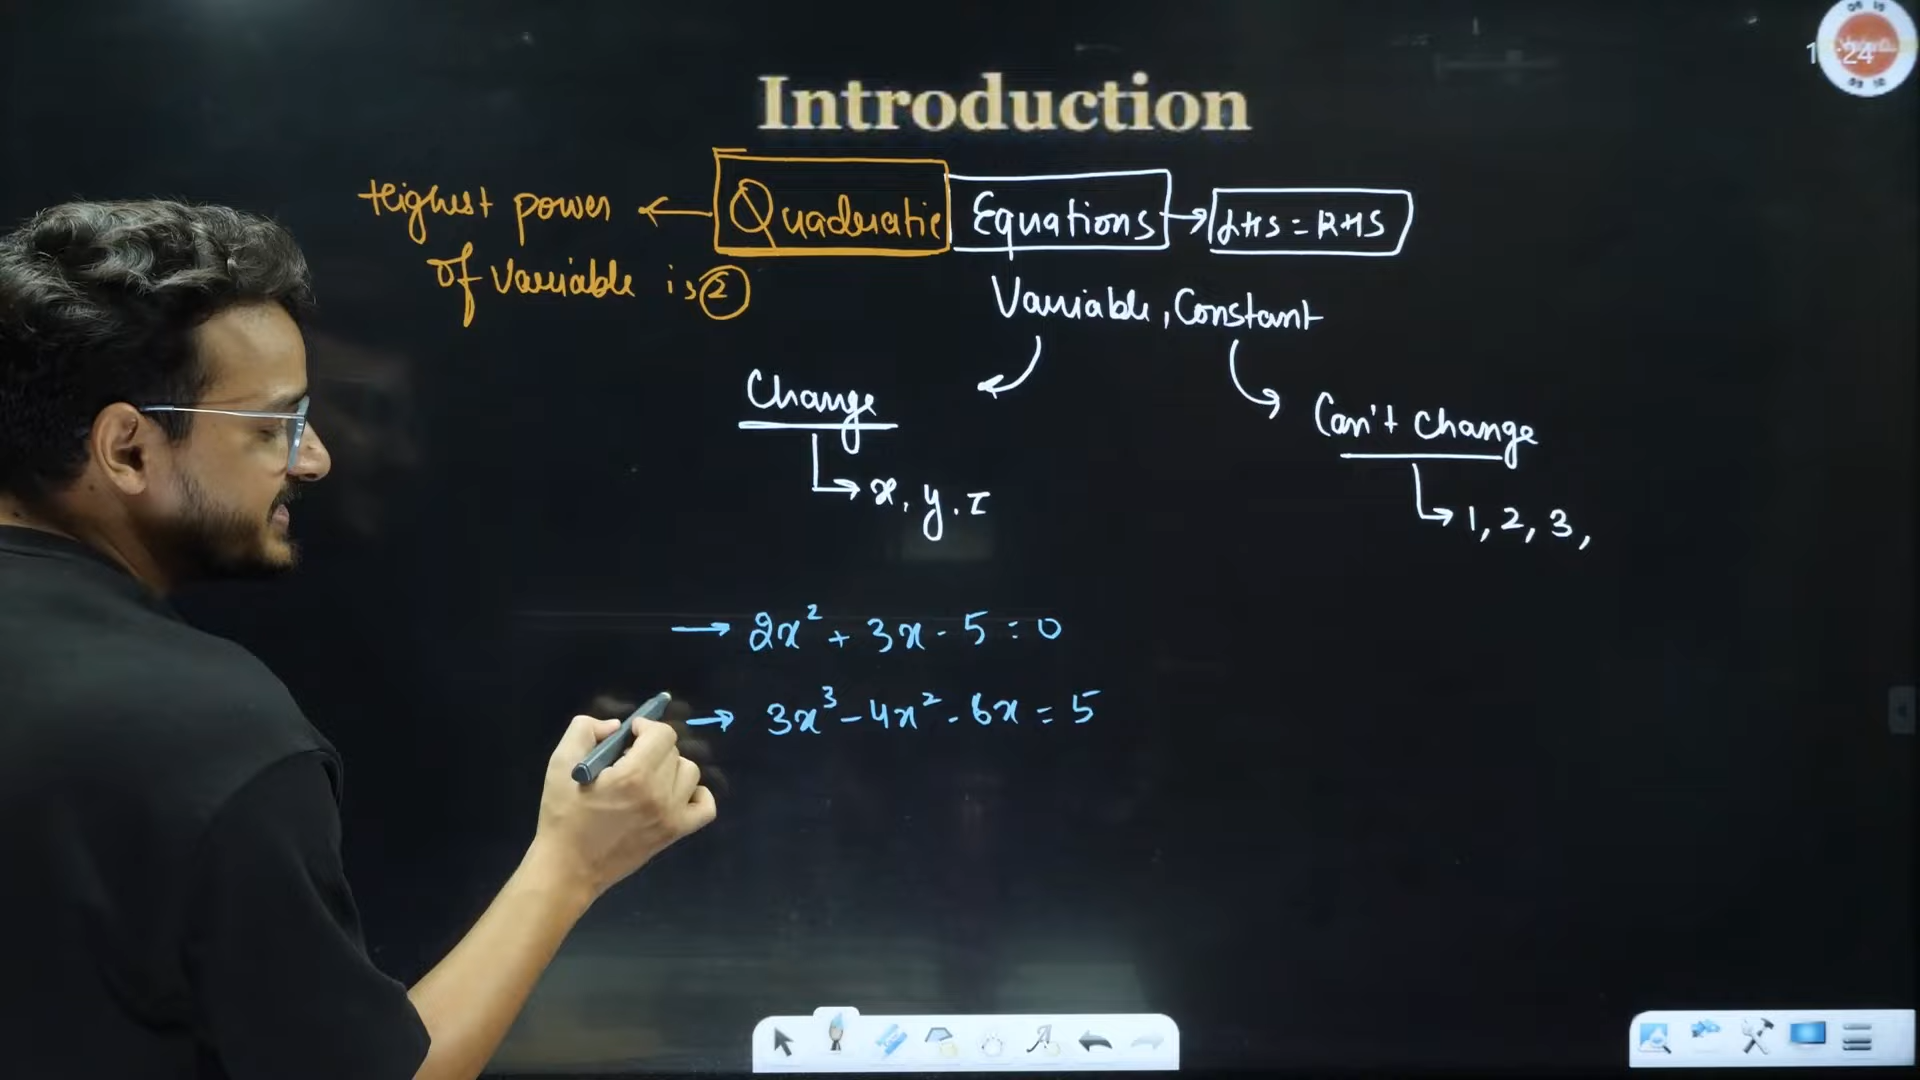 Introduction
Highest power
of variable is 2
Quadratic Equations → LHS = RHS
Variable, Constant
Change
Can't change
x, y, z
1, 2, 3,
→ 2x² + 3x - 5 = 0
→ 3x³ - 4x² - 6x = 5